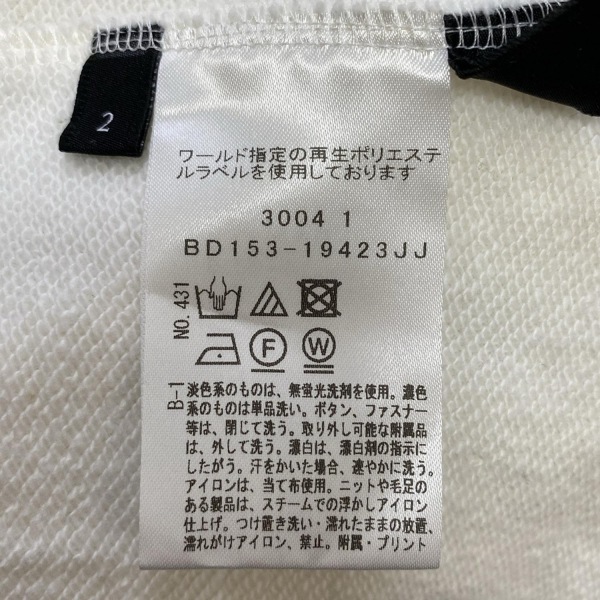 2
ワールド指定の再生ポリエステ
ルラベルを使用しております
3004 1
BD153-19423JJ
NO.431
F
W
B-1
淡色系のものは、無蛍光洗剤を使用。濃色
系のものは単品洗い。ボタン、ファスナー
等は、閉じて洗う。取り外し可能な附属品
は、外して洗う。漂白は、漂白剤の指示に
したがう。汗をかいた場合、速やかに洗う。
アイロンは、当て布使用。ニットや毛足の
ある製品は、スチームでの浮かしアイロン
仕上げ。つけ置き洗い・濡れたままの放置、
濡れがけアイロン、禁止。附属・プリント